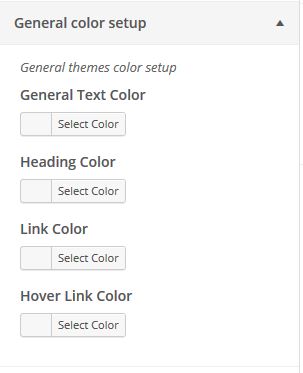 General color setup
General themes color setup
General Text Color
Select Color
Heading Color
Select Color
Link Color
Select Color
Hover Link Color
Select Color